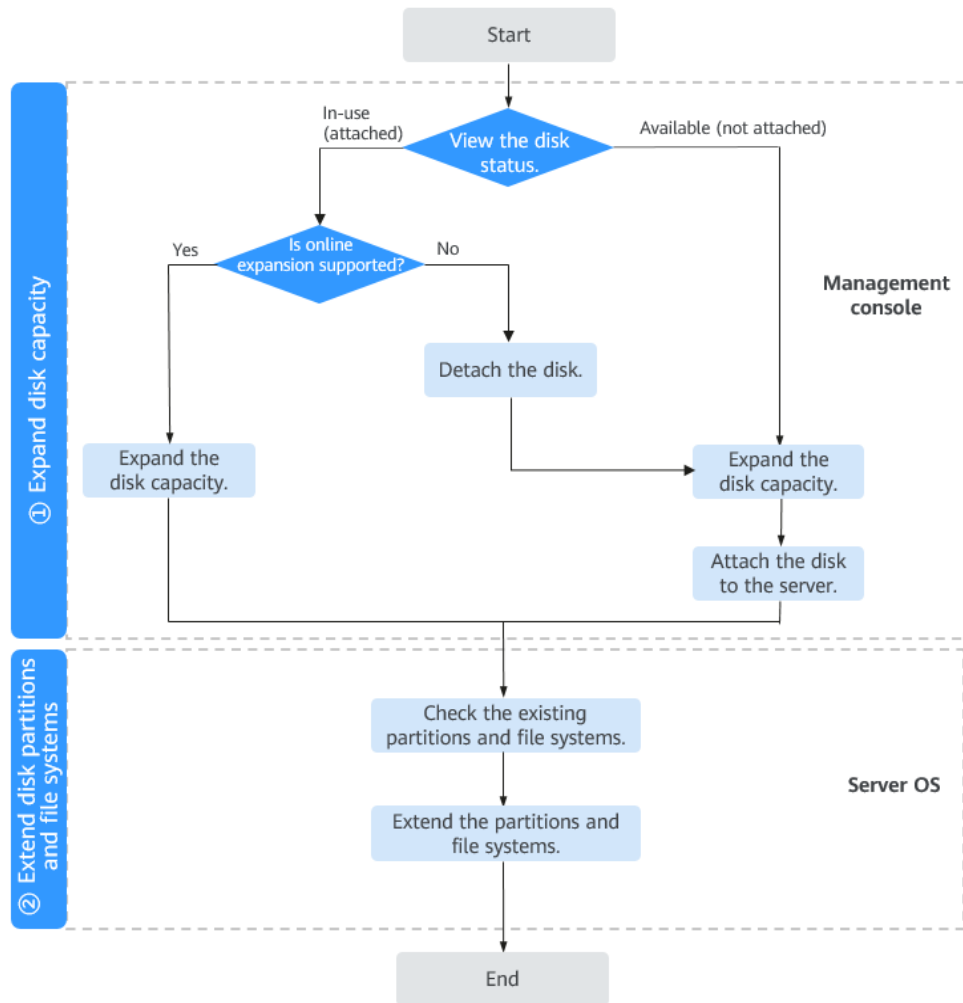 Start
① Expand disk capacity
In-use
(attached)
View the disk
status.
Available (not attached)
Yes
Is online
expansion supported?
No
Management
console
Detach the disk.
Expand the
disk capacity.
Expand the
disk capacity.
Attach the disk
to the server.
② Extend disk partitions
and file systems
Check the existing
partitions and file systems.
Server OS
Extend the partitions and
file systems.
End